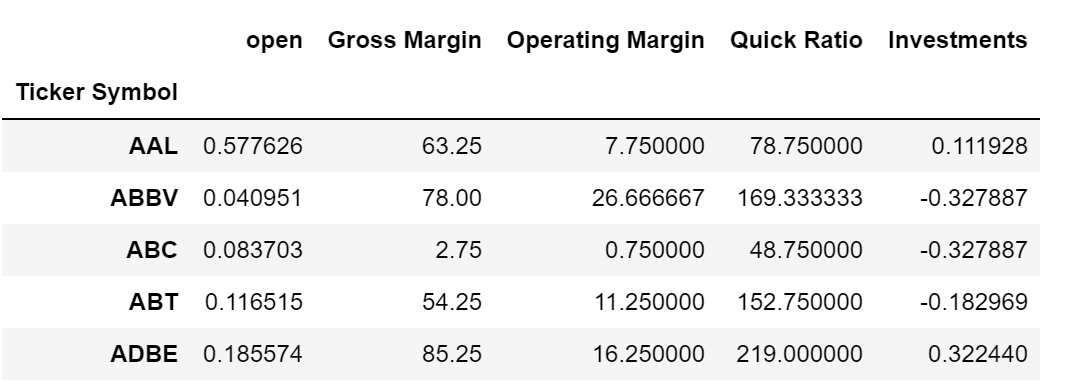 open Gross Margin Operating Margin Quick Ratio Investments
Ticker Symbol
AAL 0.577626 63.25 7.750000 78.750000 0.111928
ABBV 0.040951 78.00 26.666667 169.333333 -0.327887
ABC 0.083703 2.75 0.750000 48.750000 -0.327887
ABT 0.116515 54.25 11.250000 152.750000 -0.182969
ADBE 0.185574 85.25 16.250000 219.000000 0.322440